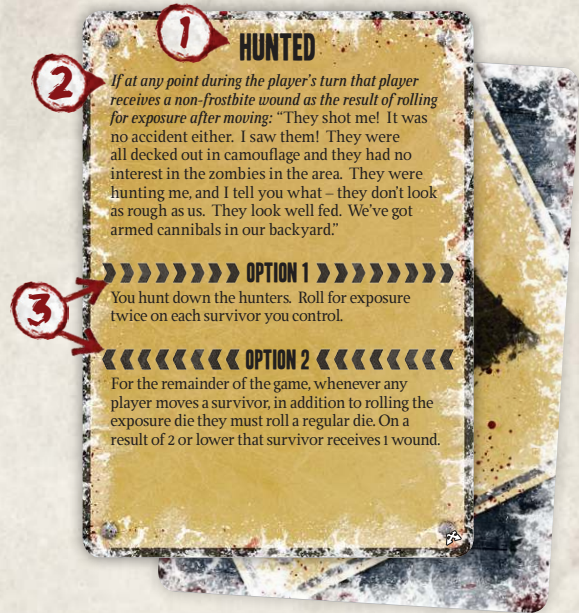 1
HUNTED
2
If at any point during the player's turn that player
receives a non-frostbite wound as the result of rolling
for exposure after moving: “They shot me! It was
no accident either. I saw them! They were
all decked out in camouflage and they had no
interest in the zombies in the area. They were
hunting me, and I tell you what – they don't look
as rough as us. They look well fed. We've got
armed cannibals in our backyard.”
OPTION 1
3
You hunt down the hunters. Roll for exposure
twice on each survivor you control.
OPTION 2
For the remainder of the game, whenever any
player moves a survivor, in addition to rolling the
exposure die they must roll a regular die. On a
result of 2 or lower that survivor receives 1 wound.